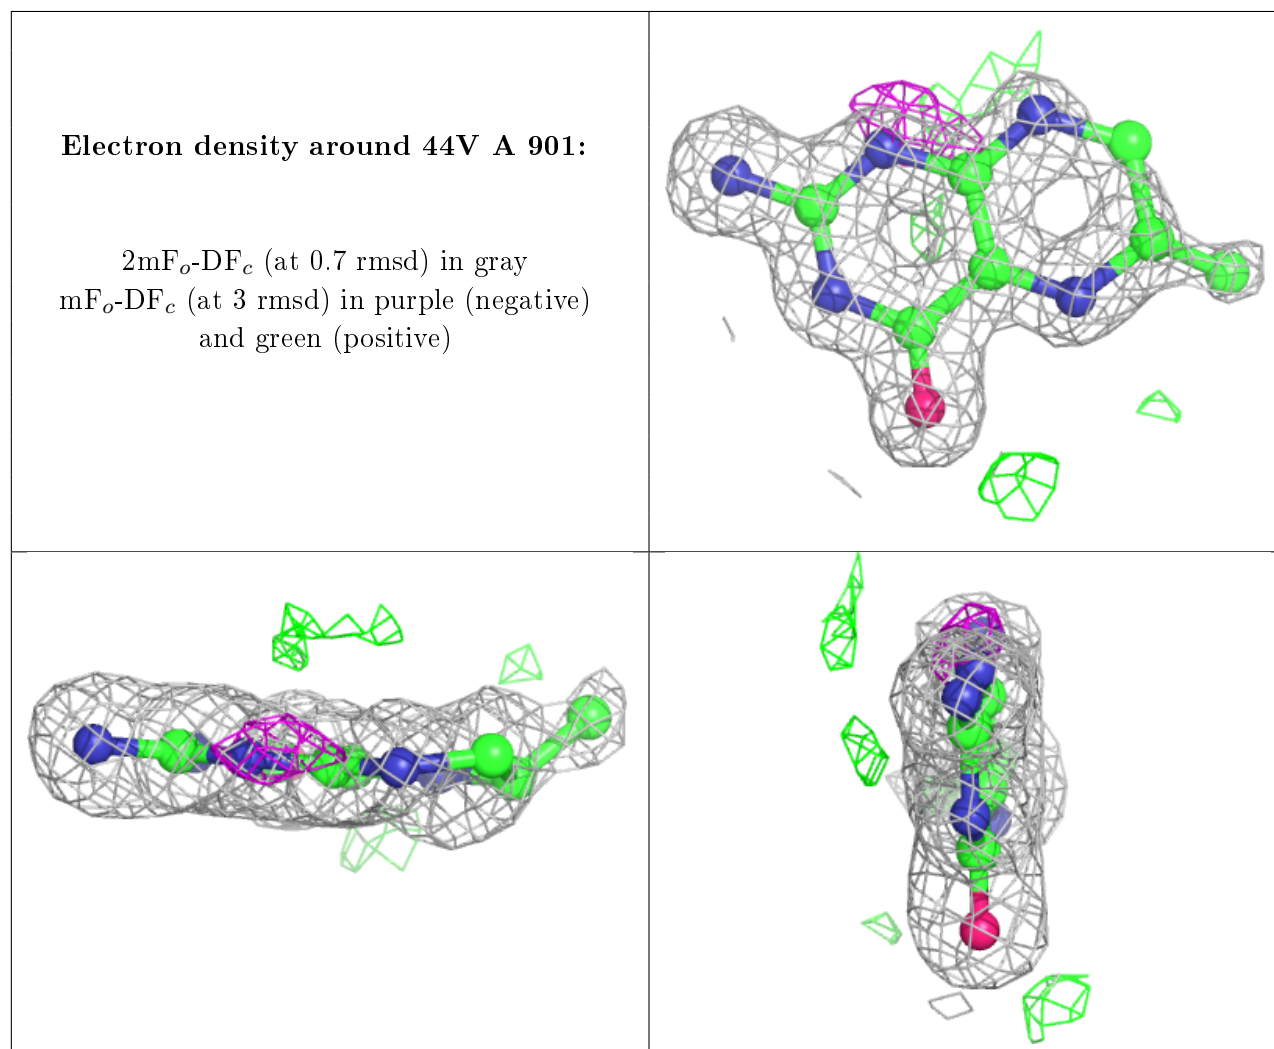 Electron density around 44V A 901:
2mFo-DFc (at 0.7 rmsd) in gray
mFo-DFc (at 3 rmsd) in purple (negative)
and green (positive)